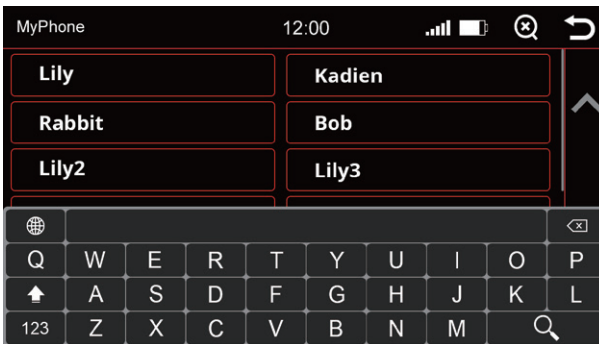 MyPhone 12:00
Lily Kadien
Rabbit Bob
Lily2 Lily3
Q W E R T Y U I O P
A S D F G H J K L
123 Z X C V B N M